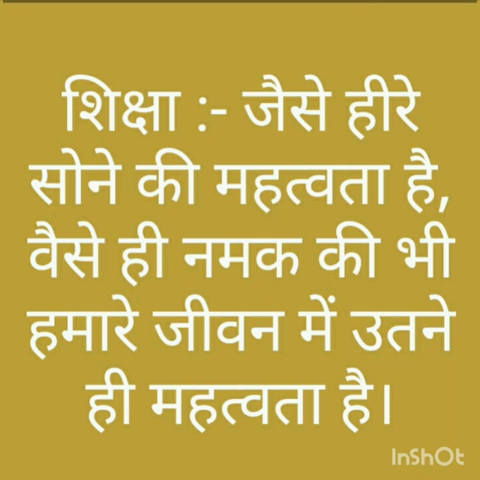 शिक्षा :- जैसे हीरे
सोने की महत्वता है,
वैसे ही नमक की भी
हमारे जीवन में उतने
ही महत्वता है।
InShOt